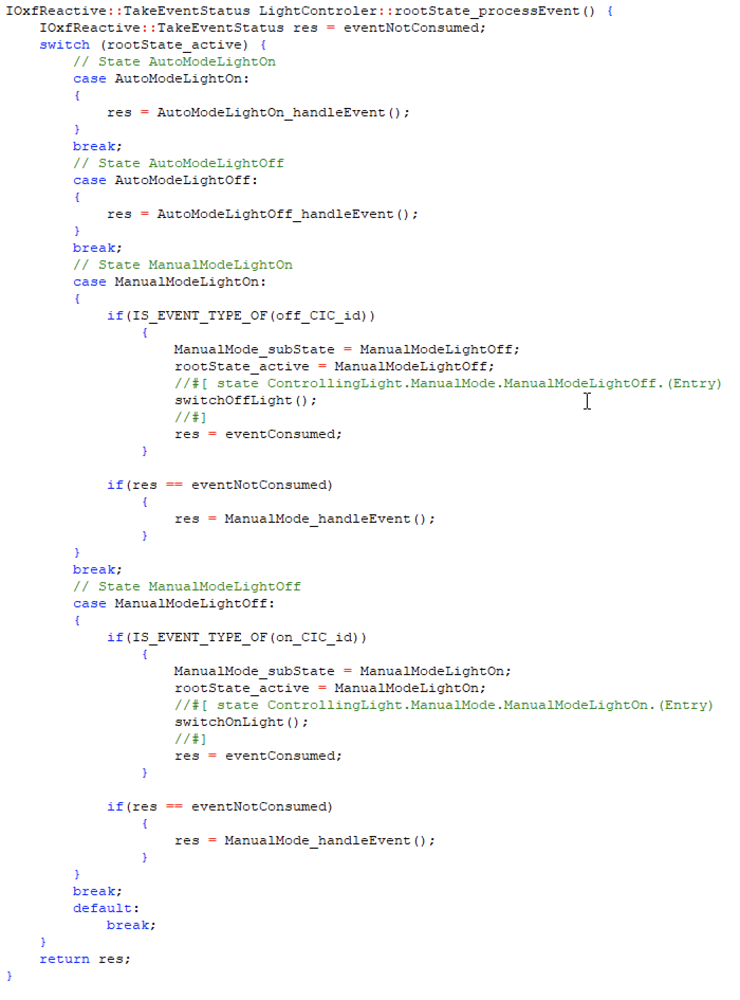 IOxfReactive::TakeEventStatus LightControler::rootState_processEvent() {
    IOxfReactive::TakeEventStatus res = eventNotConsumed;
    switch (rootState_active) {
        // State AutoModeLightOn
        case AutoModeLightOn:
        {
            res = AutoModeLightOn_handleEvent();
        }
        break;
        // State AutoModeLightOff
        case AutoModeLightOff:
        {
            res = AutoModeLightOff_handleEvent();
        }
        break;
        // State ManualModeLightOn
        case ManualModeLightOn:
        {
            if(IS_EVENT_TYPE_OF(off_CIC_id))
                {
                    ManualMode_subState = ManualModeLightOff;
                    rootState_active = ManualModeLightOff;
                    //#[ state ControllingLight.ManualMode.ManualModeLightOff.(Entry)
                    switchOffLight();
                    //#]
                    res = eventConsumed;
                }

            if(res == eventNotConsumed)
                {
                    res = ManualMode_handleEvent();
                }
        }
        break;
        // State ManualModeLightOff
        case ManualModeLightOff:
        {
            if(IS_EVENT_TYPE_OF(on_CIC_id))
                {
                    ManualMode_subState = ManualModeLightOn;
                    rootState_active = ManualModeLightOn;
                    //#[ state ControllingLight.ManualMode.ManualModeLightOn.(Entry)
                    switchOnLight();
                    //#]
                    res = eventConsumed;
                }

            if(res == eventNotConsumed)
                {
                    res = ManualMode_handleEvent();
                }
        }
        break;
        default:
            break;
    }
    return res;
}